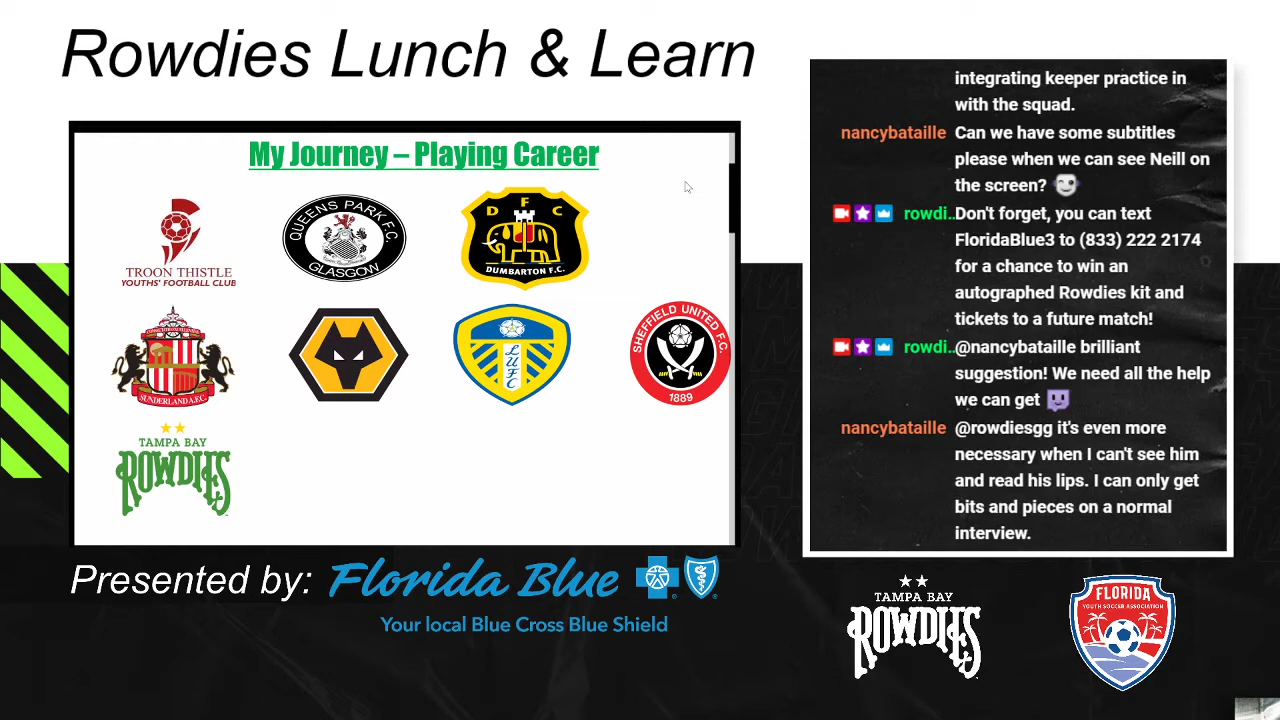 Rowdies Lunch & Learn
My Journey – Playing Career
TROON THISTLE
YOUTHS' FOOTBALL CLUB
QUEENS PARK F.C.
GLASGOW
D F C
DUMBARTON F.C.
SUNDERLAND A.F.C.
LUFC
SHEFFIELD UNITED F.C.
1889
TAMPA BAY
ROWDIES
integrating keeper practice in
with the squad.
nancybataille Can we have some subtitles
please when we can see Neill on
the screen?
rowdi.. Don't forget, you can text
FloridaBlue3 to (833) 222 2174
for a chance to win an
autographed Rowdies kit and
tickets to a future match!
rowdi.. @nancybataille brilliant
suggestion! We need all the help
we can get
nancybataille @rowdiesgg it's even more
necessary when I can't see him
and read his lips. I can only get
bits and pieces on a normal
interview.
Presented by: Florida Blue
Your local Blue Cross Blue Shield
TAMPA BAY
ROWDIES
FLORIDA
YOUTH SOCCER ASSOCIATION